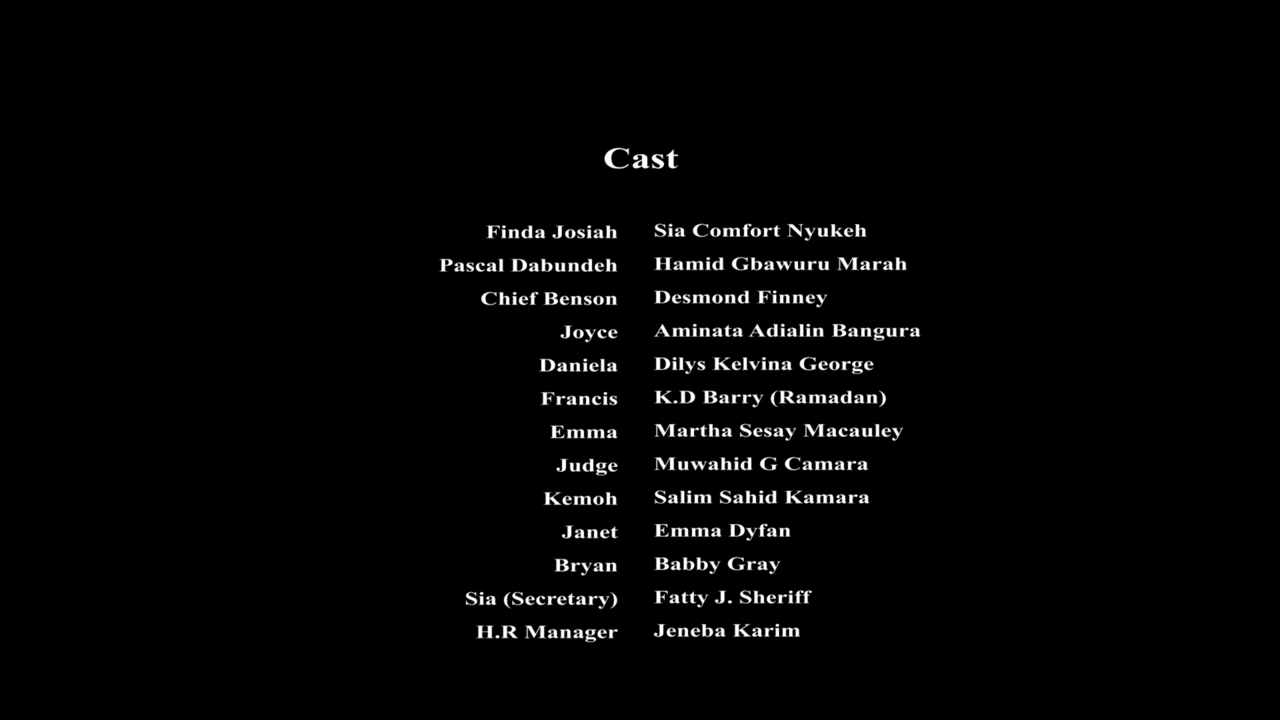 Cast
Finda Josiah Sia Comfort Nyukeh
Pascal Dabundeh Hamid Gbawuru Marah
Chief Benson Desmond Finney
Joyce Aminata Adialin Bangura
Daniela Dilys Kelvina George
Francis K.D Barry (Ramadan)
Emma Martha Sesay Macauley
Judge Muwahid G Camara
Kemoh Salim Sahid Kamara
Janet Emma Dyfan
Bryan Babby Gray
Sia (Secretary) Fatty J. Sheriff
H.R Manager Jeneba Karim